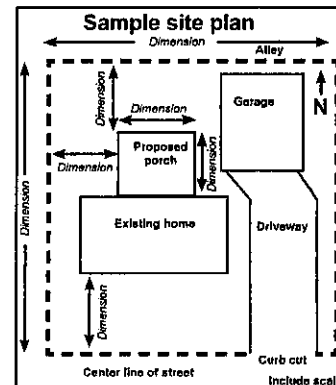 Sample site plan
Dimension
Alley
Dimension
Dimension
Garage
N
Proposed
porch
Dimension
Dimension
Dimension
Existing home
Driveway
Dimension
Curb cut
Center line of street
Include scal